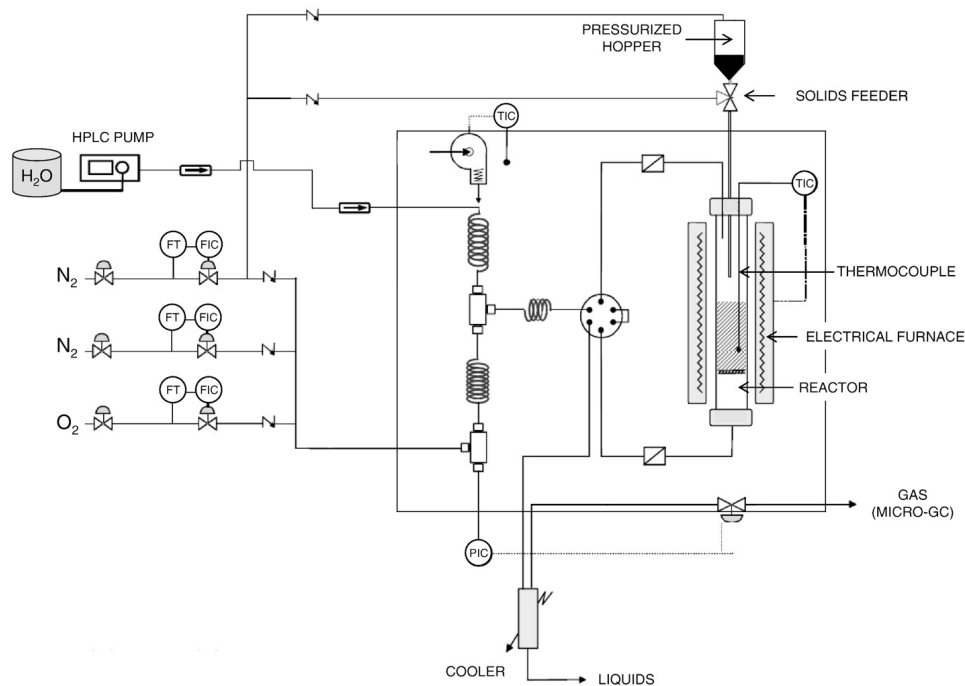 PRESSURIZED
HOPPER
SOLIDS FEEDER
TIC
HPLC PUMP
H₂O
TIC
FT
FIC
N₂
THERMOCOUPLE
FT
FIC
N₂
ELECTRICAL FURNACE
FT
FIC
REACTOR
O₂
GAS
(MICRO-GC)
PIC
COOLER
LIQUIDS